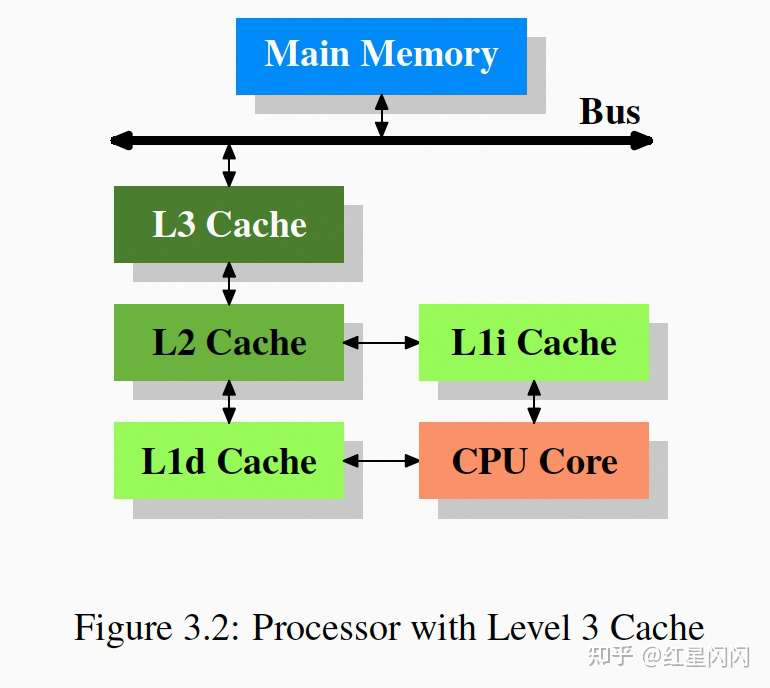 Main Memory
Bus
L3 Cache
L2 Cache
L1i Cache
L1d Cache
CPU Core
Figure 3.2: Processor with Level 3 Cache
知乎 @红星闪闪